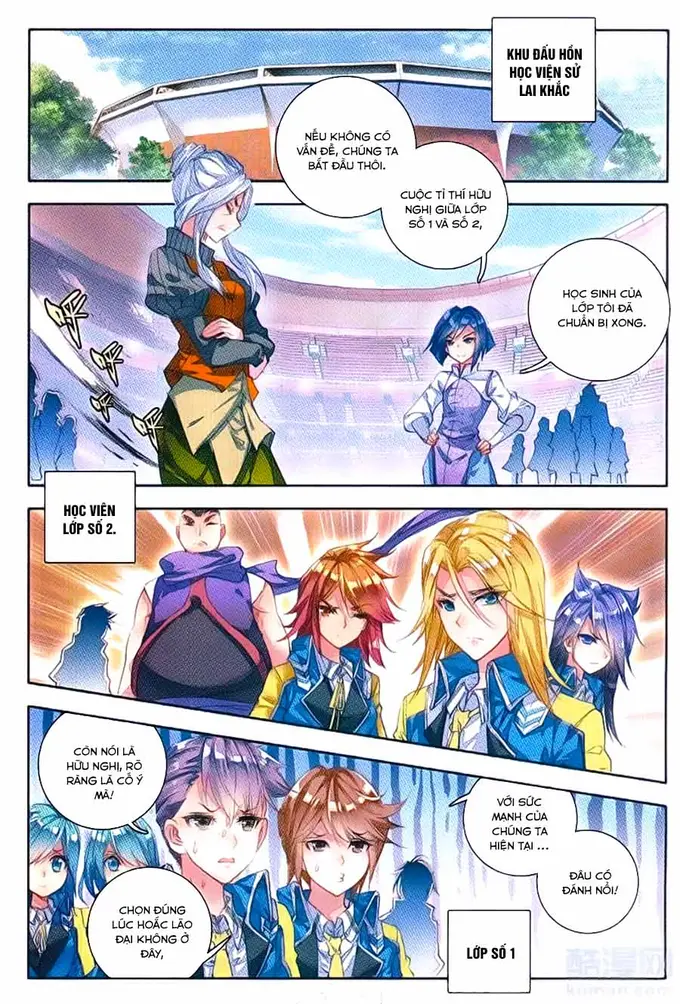 KHU ĐẤU HỒN
HỌC VIỆN SỬ
LAI KHẮC
NẾU KHÔNG CÓ
VẤN ĐỀ, CHÚNG TA
BẮT ĐẦU THÔI.
CUỘC TỈ THÍ HỮU
NGHỊ GIỮA LỚP
SỐ 1 VÀ SỐ 2,
HỌC SINH CỦA
LỚP TÔI ĐÃ
CHUẨN BỊ XONG.
HỌC VIÊN
LỚP SỐ 2.
CÒN NÓI LÀ
HỮU NGHỊ, RÕ
RÀNG LÀ CỐ Ý
MÀ!
CHỌN ĐÚNG
LÚC HOẮC LÃO
ĐẠI KHÔNG Ở
ĐÂY,
VỚI SỨC
MẠNH CỦA
CHÚNG TA
HIỆN TẠI ...
ĐÂU CÓ
ĐÁNH NỔI!
LỚP SỐ 1
酷漫网